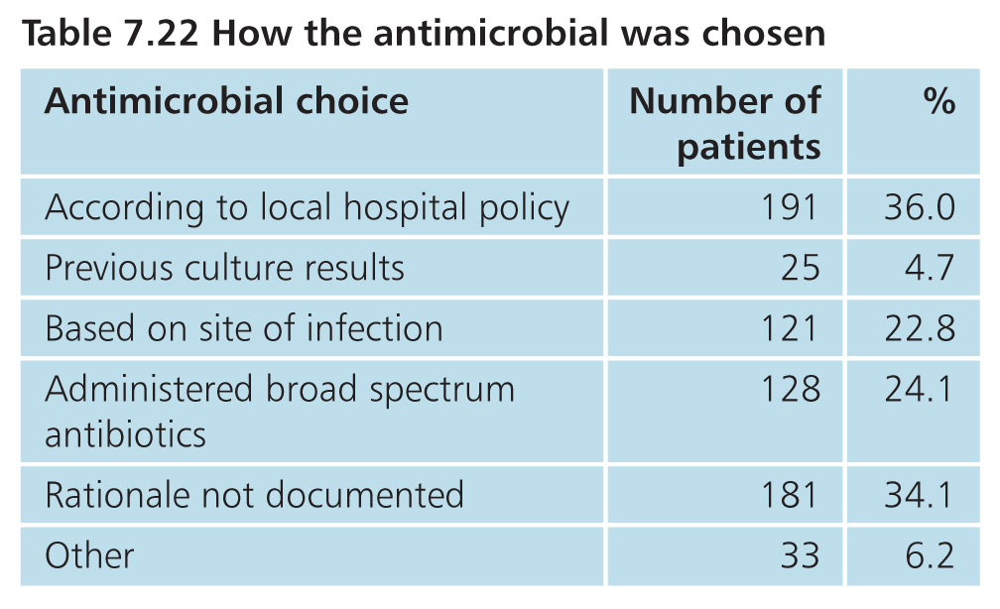 Table 7.22 How the antimicrobial was chosen
Antimicrobial choice Number of patients %
According to local hospital policy 191 36.0
Previous culture results 25 4.7
Based on site of infection 121 22.8
Administered broad spectrum antibiotics 128 24.1
Rationale not documented 181 34.1
Other 33 6.2